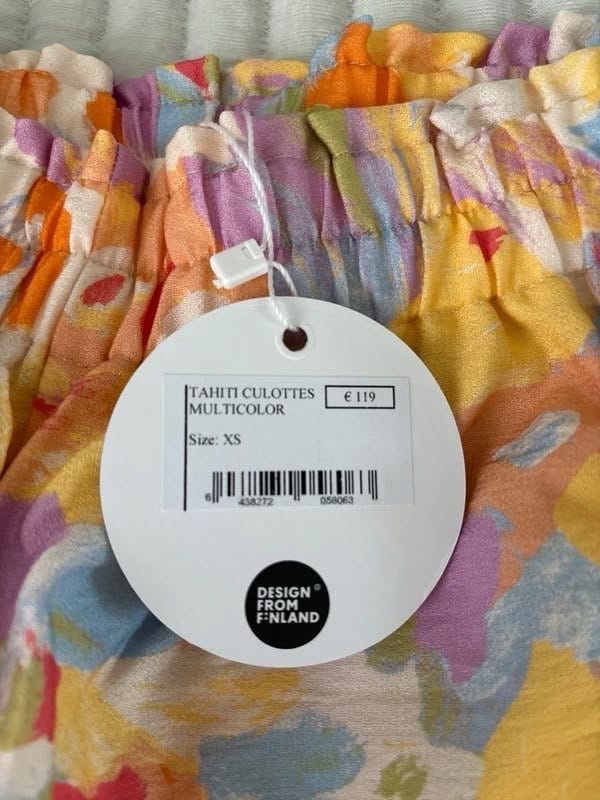 TAHITI CULOTTES
MULTICOLOR
€ 119
Size: XS
6 438272 058063
DESIGN®
FROM
FINLAND